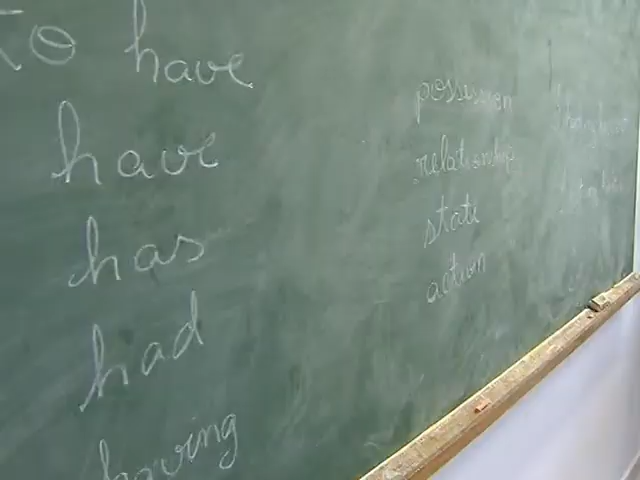 To have
have
has
had
having
possession
relationship
state
action